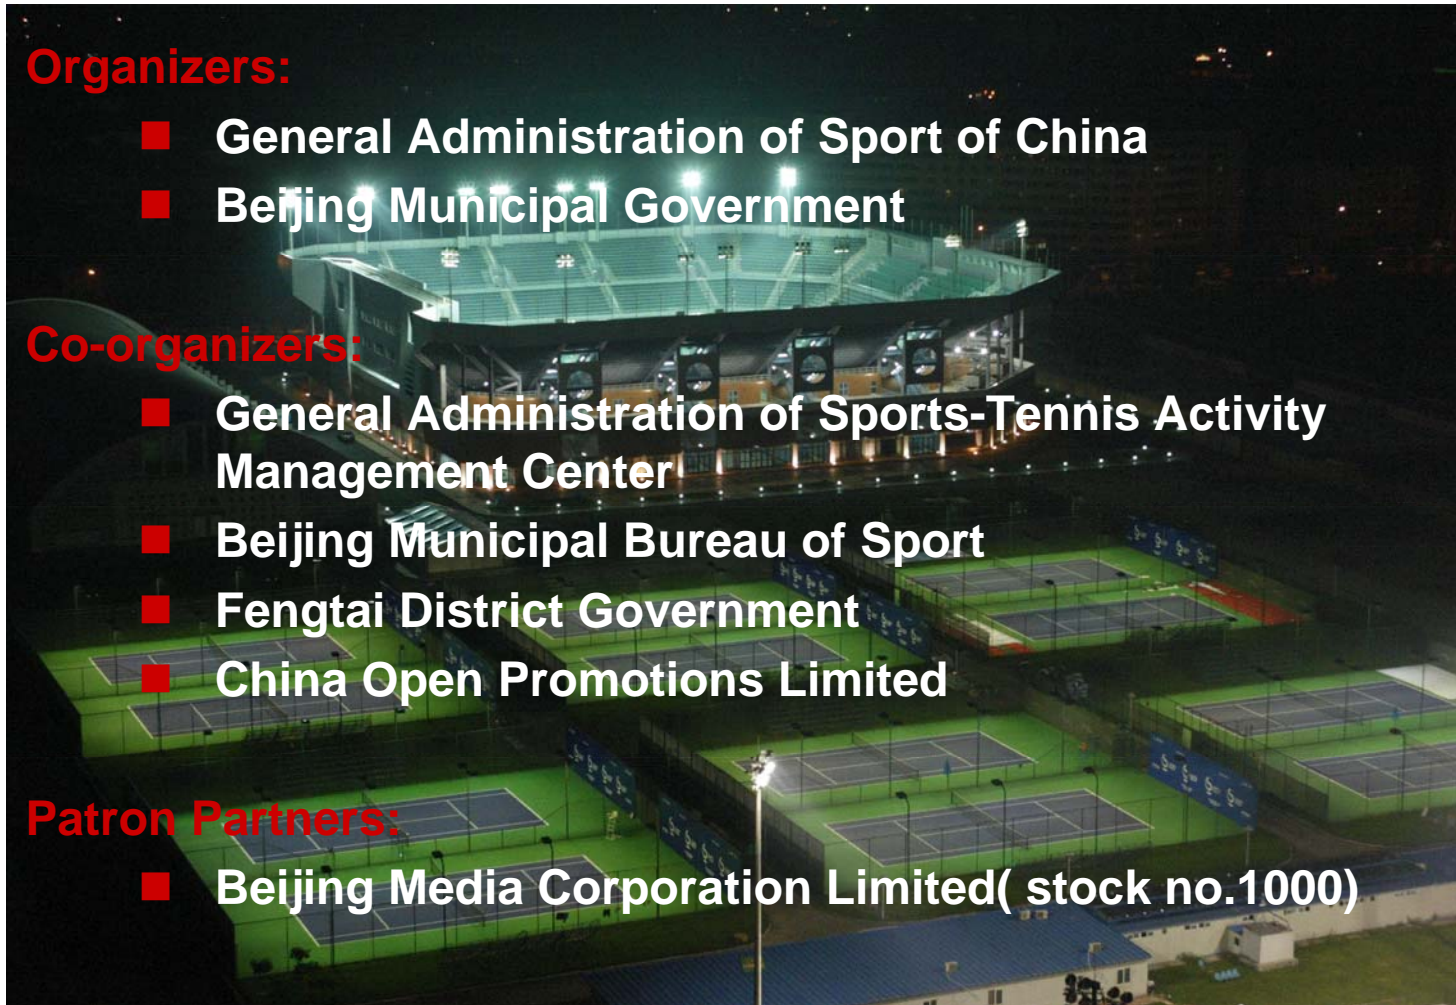 Organizers:
General Administration of Sport of China
Beijing Municipal Government
Co-organizers:
General Administration of Sports-Tennis Activity
Management Center
Beijing Municipal Bureau of Sport
Fengtai District Government
China Open Promotions Limited
Patron Partners:
Beijing Media Corporation Limited( stock no.1000)